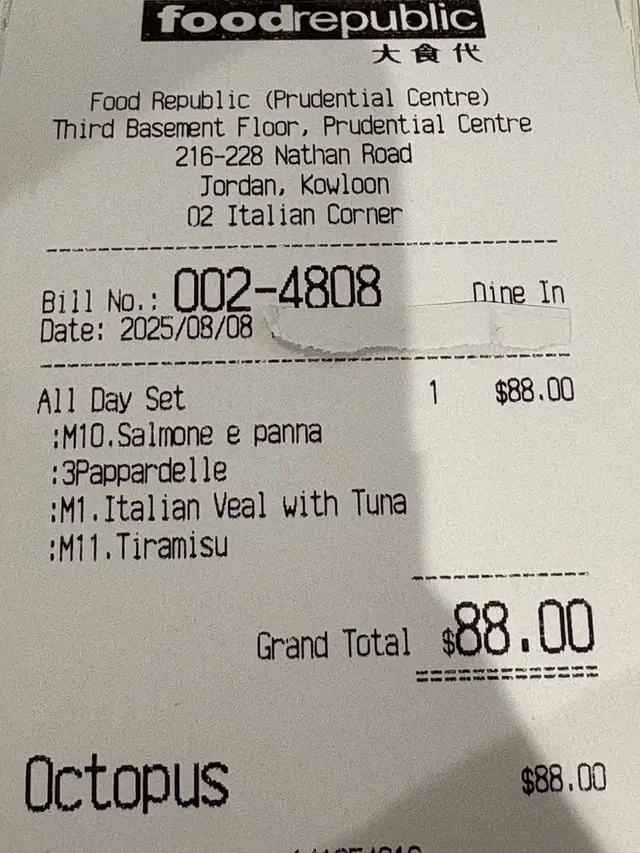 foodrepublic
大食代
Food Republic (Prudential Centre)
Third Basement Floor, Prudential Centre
216-228 Nathan Road
Jordan, Kowloon
02 Italian Corner
Bill No.: 002-4808 Dine In
Date: 2025/08/08
All Day Set 1 $88.00
:M10.Salmone e panna
:3Pappardelle
:M1.Italian Veal with Tuna
:M11.Tiramisu
Grand Total $88.00
Octopus $88.00